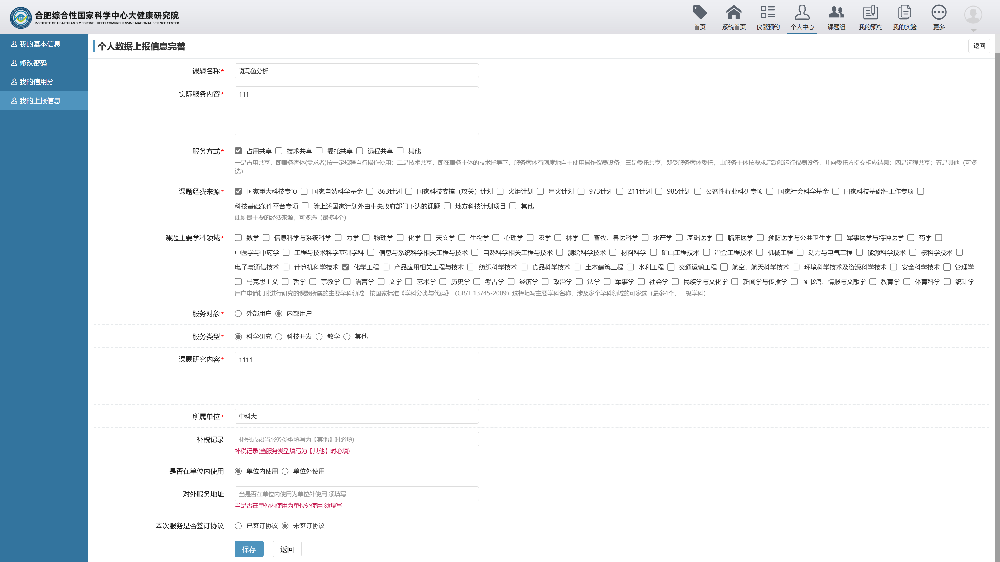 合肥综合性国家科学中心大健康研究院
INSTITUTE OF HEALTH AND MEDICINE, HEFEI COMPREHENSIVE NATIONAL SCIENCE CENTER
首页 系统首页 仪器预约 个人中心 课题组 我的预约 我的实验 更多
我的基本信息
修改密码
我的信用分
我的上报信息
个人数据上报信息完善
返回
课题名称* 斑马鱼分析
实际服务内容* 111
服务方式* 占用共享 技术共享 委托共享 远程共享 其他
一是占用共享，即服务客体(需求者)按一定规程自行操作使用；二是技术共享，即在服务主体的技术指导下，服务客体有限度地自主使用操作仪器设备；三是委托共享，即受服务客体委托，由服务主体按要求启动和运行仪器设备，并向委托方提交相应结果；四是远程共享；五是其他（可多
选）
课题经费来源* 国家重大科技专项 国家自然科学基金 863计划 国家科技支撑（攻关）计划 火炬计划 星火计划 973计划 211计划 985计划 公益性行业科研专项 国家社会科学基金 国家科技基础性工作专项
科技基础条件平台专项 除上述国家计划外由中央政府部门下达的课题 地方科技计划项目 其他
课题最主要的经费来源，可多选（最多4个）
课题主要学科领域* 数学 信息科学与系统科学 力学 物理学 化学 天文学 生物学 心理学 农学 林学 畜牧、兽医科学 水产学 基础医学 临床医学 预防医学与公共卫生学 军事医学与特种医学 药学
中医学与中药学 工程与技术科学基础学科 信息与系统科学相关工程与技术 自然科学相关工程与技术 测绘科学技术 材料科学 矿山工程技术 冶金工程技术 机械工程 动力与电气工程 能源科学技术 核科学技术
电子与通信技术 计算机科学技术 化学工程 产品应用相关工程与技术 纺织科学技术 食品科学技术 土木建筑工程 水利工程 交通运输工程 航空、航天科学技术 环境科学技术及资源科学技术 安全科学技术 管理学
马克思主义 哲学 宗教学 语言学 文学 艺术学 历史学 考古学 经济学 政治学 法学 军事学 社会学 民族学与文化学 新闻学与传播学 图书馆、情报与文献学 教育学 体育科学 统计学
用户申请机时进行研究的课题所属的主要学科领域，按国家标准《学科分类与代码》（GB/T 13745-2009）选择填写主要学科名称，涉及多个学科领域的可多选（最多4个，一级学科）
服务对象* 外部用户 内部用户
服务类型* 科学研究 科技开发 教学 其他
课题研究内容* 1111
所属单位* 中科大
补税记录 补税记录(当服务类型填写为【其他】时必填)
补税记录(当服务类型填写为【其他】时必填)
是否在单位内使用 单位内使用 单位外使用
对外服务地址 当是否在单位内使用为单位外使用 须填写
当是否在单位内使用为单位外使用 须填写
本次服务是否签订协议 已签订协议 未签订协议
保存 返回